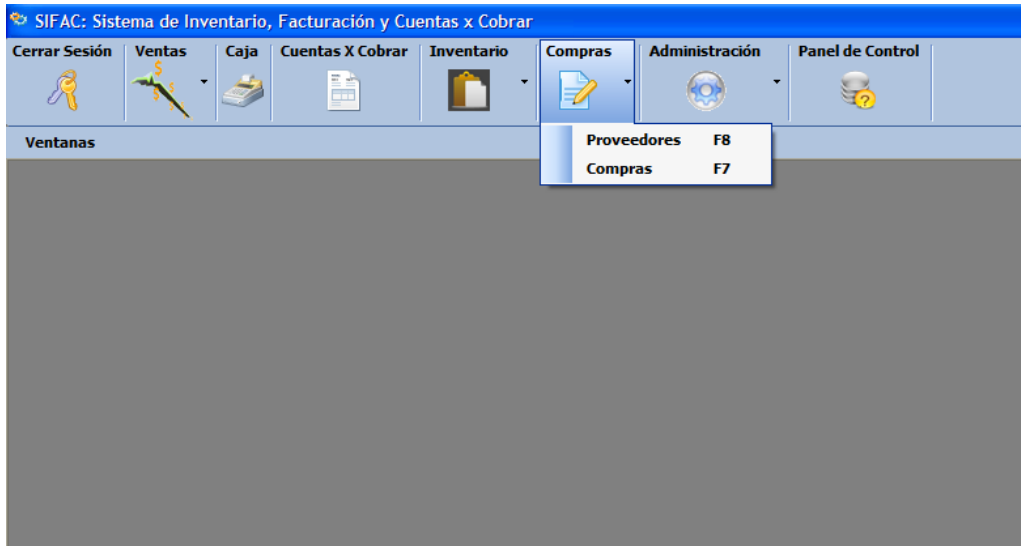 SIFAC: Sistema de Inventario, Facturación y Cuentas x Cobrar
Cerrar Sesión Ventas Caja Cuentas X Cobrar Inventario Compras Administración Panel de Control
Ventanas
Proveedores F8
Compras F7